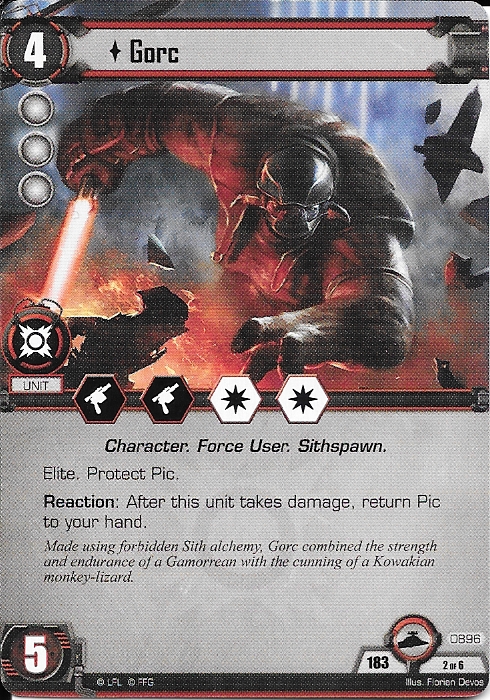 4
Gorc
UNIT
Character. Force User. Sithspawn.
Elite. Protect Pic.
Reaction: After this unit takes damage, return Pic
to your hand.
Made using forbidden Sith alchemy, Gorc combined the strength
and endurance of a Gamorrean with the cunning of a Kowakian
monkey-lizard.
5
0896
183
2 OF 6
© LFL © FFG
Illus. Florian Devos